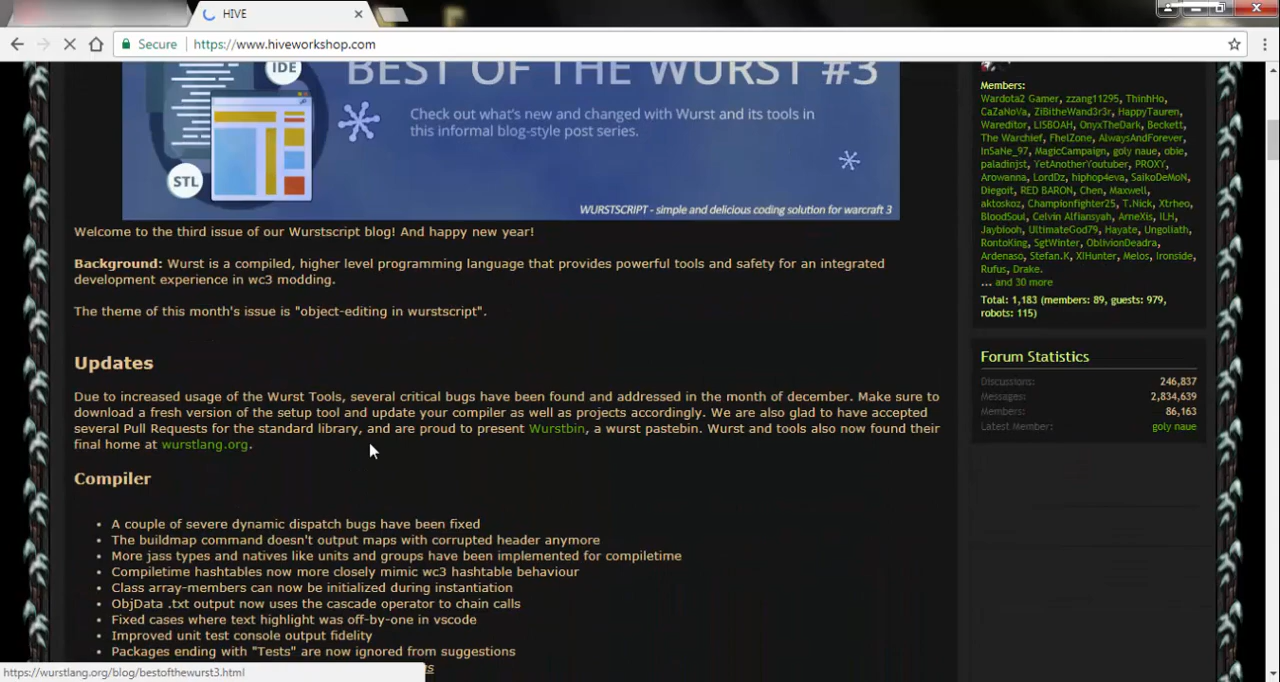 HIVE
Secure https://www.hiveworkshop.com
IDE
BEST OF THE WURST #3
Check out what's new and changed with Wurst and its tools in
this informal blog-style post series.
STL
WURSTSCRIPT - simple and delicious coding solution for warcraft 3
Welcome to the third issue of our Wurstscript blog! And happy new year!
Background: Wurst is a compiled, higher level programming language that provides powerful tools and safety for an integrated
development experience in wc3 modding.
The theme of this month's issue is "object-editing in wurstscript".
Updates
Due to increased usage of the Wurst Tools, several critical bugs have been found and addressed in the month of december. Make sure to
download a fresh version of the setup tool and update your compiler as well as projects accordingly. We are also glad to have accepted
several Pull Requests for the standard library, and are proud to present Wurstbin, a wurst pastebin. Wurst and tools also now found their
final home at wurstlang.org.
Compiler
• A couple of severe dynamic dispatch bugs have been fixed
• The buildmap command doesn't output maps with corrupted header anymore
• More jass types and natives like units and groups have been implemented for compiletime
• Compiletime hashtables now more closely mimic wc3 hashtable behaviour
• Class array-members can now be initialized during instantiation
• ObjData .txt output now uses the cascade operator to chain calls
• Fixed cases where text highlight was off-by-one in vscode
• Improved unit test console output fidelity
• Packages ending with "Tests" are now ignored from suggestions
https://wurstlang.org/blog/bestofthewurst3.html
Members:
Wardota2 Gamer, zzang11295, ThinhHo,
CaZaNoVa, ZiBitheWand3r3r, HappyTauren,
Wareditor, LISBOAH, OnyxTheDark, Beckett,
The Warchief, FhelZone, AlwaysAndForever,
InSaNe_97, MagicCampaign, goly naue, obie,
paladinjst, YetAnotherYoutuber, PROXY,
Arowanna, LordDz, hiphop4eva, SaikoDeMoN,
Diegoit, RED BARON, Chen, Maxwell,
aktoskoz, Championfighter25, T.Nick, Xtrheo,
BloodSoul, Celvin Alfiansyah, ArneXis, ILH,
Jayblooh, UltimateGod79, Hayate, Ungoliath,
RontoKing, SgtWinter, OblivionDeadra,
Ardenaso, Stefan.K, XIHunter, Melos, Ironside,
Rufus, Drake.
... and 30 more
Total: 1,183 (members: 89, guests: 979,
robots: 115)
Forum Statistics
Discussions: 246,837
Messages: 2,834,639
Members: 86,163
Latest Member: goly naue